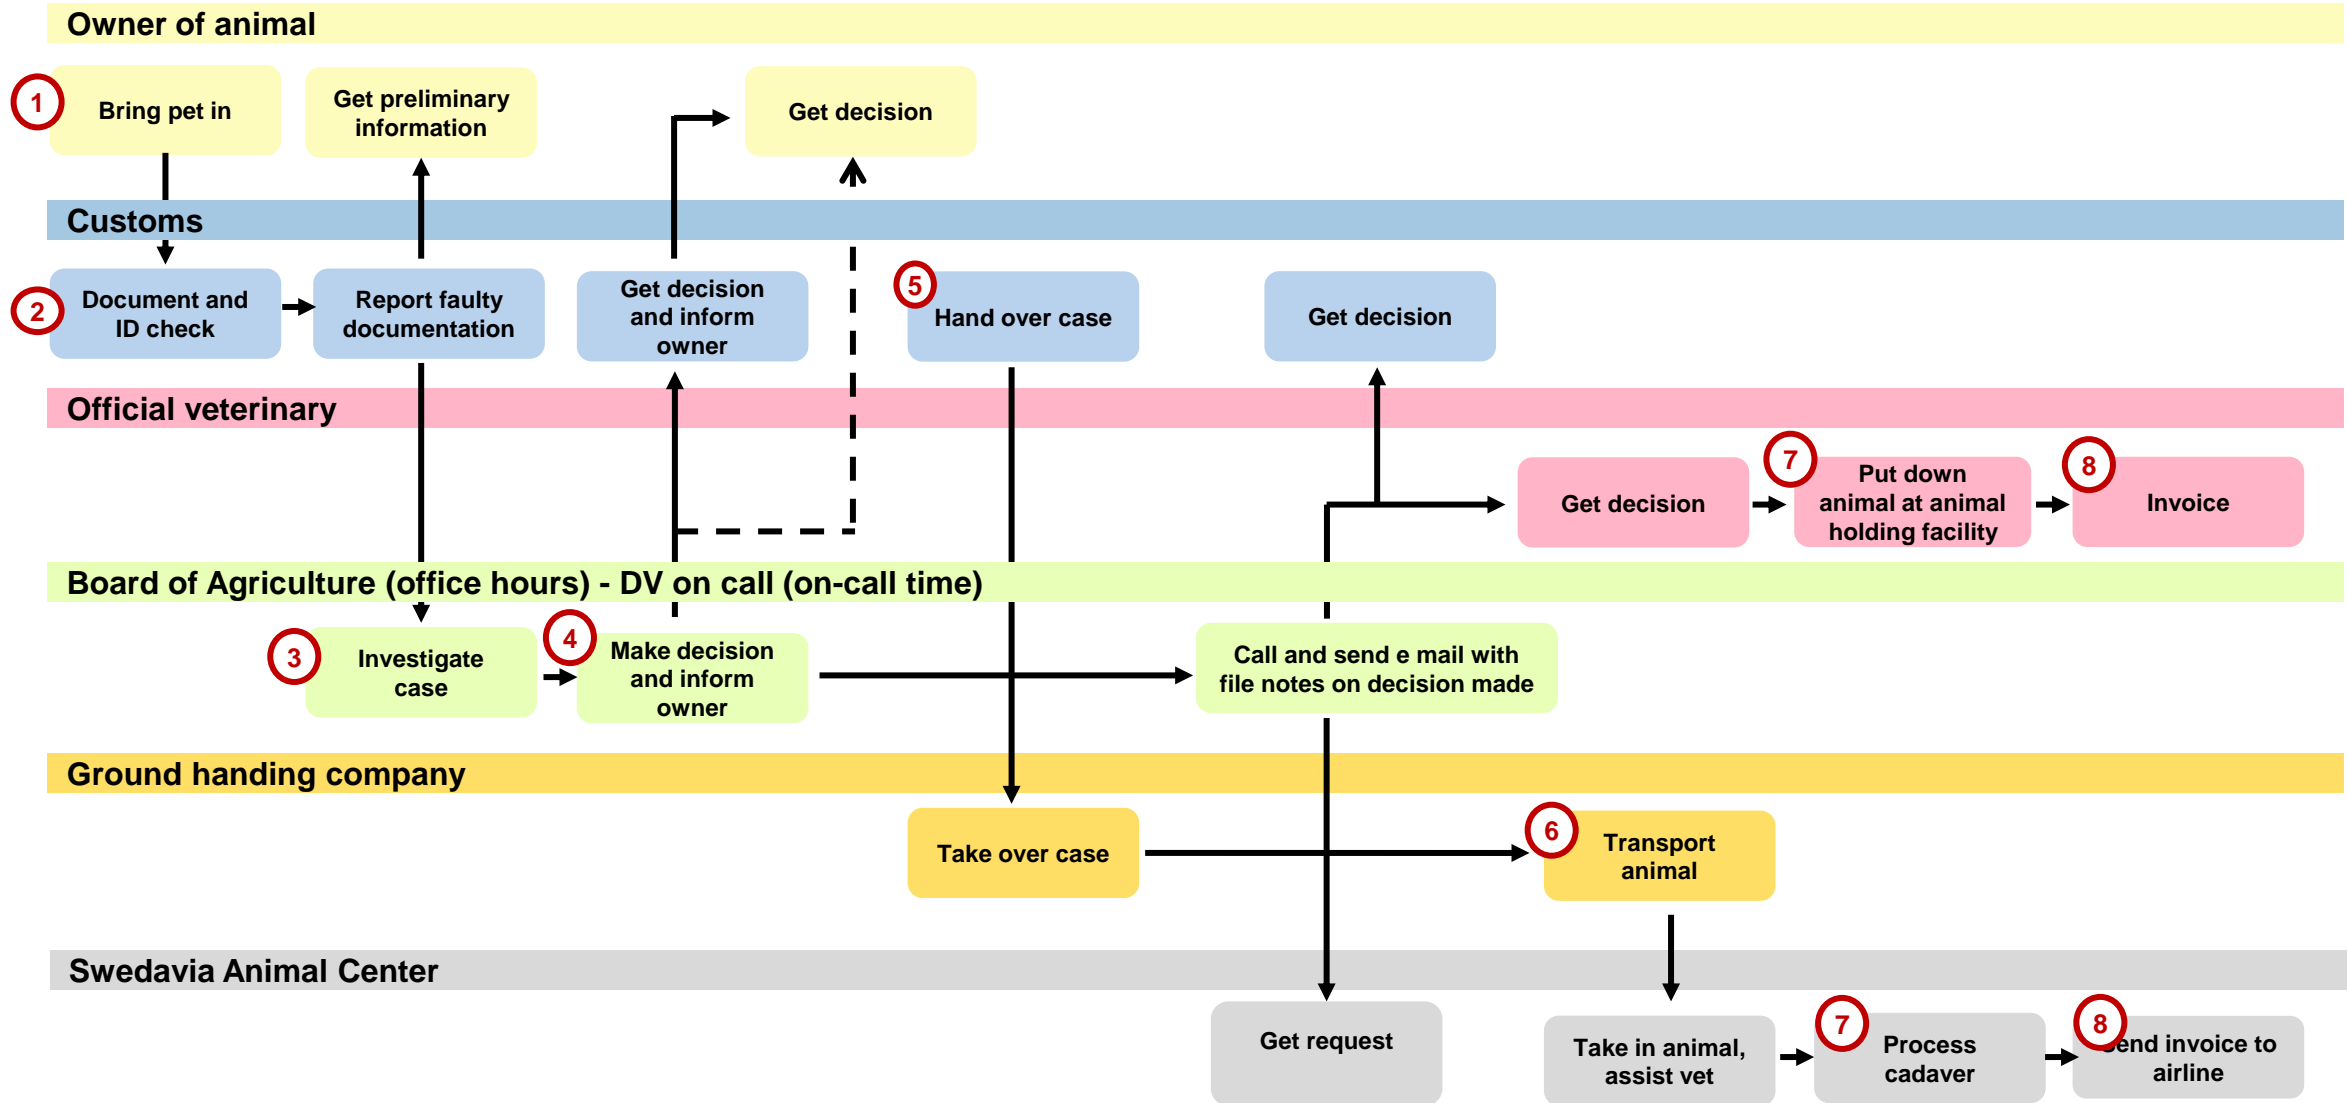 Owner of animal
1
Bring pet in
Get preliminary
information
Get decision
Customs
2
Document and
ID check
Report faulty
documentation
Get decision
and inform
owner
5
Hand over case
Get decision
Official veterinary
Get decision
7
Put down
animal at animal
holding facility
8
Invoice
Board of Agriculture (office hours) - DV on call (on-call time)
3
Investigate
case
4
Make decision
and inform
owner
Call and send e mail with
file notes on decision made
Ground handing company
Take over case
6
Transport
animal
Swedavia Animal Center
Get request
Take in animal,
assist vet
7
Process
cadaver
8
Send invoice to
airline